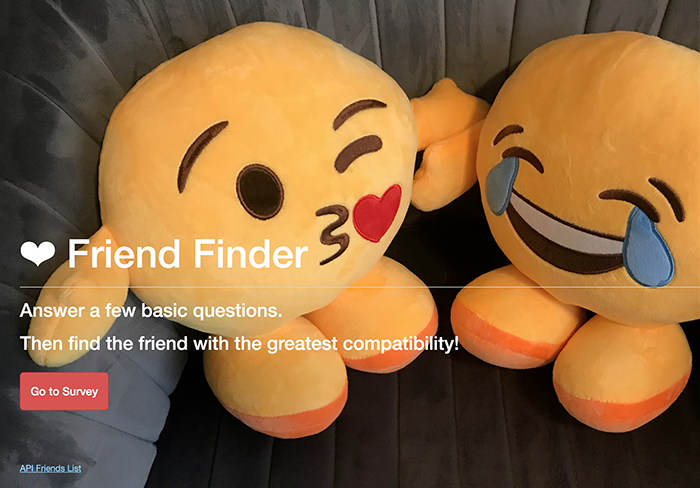 ❤ Friend Finder
Answer a few basic questions.
Then find the friend with the greatest compatibility!
Go to Survey
API Friends List